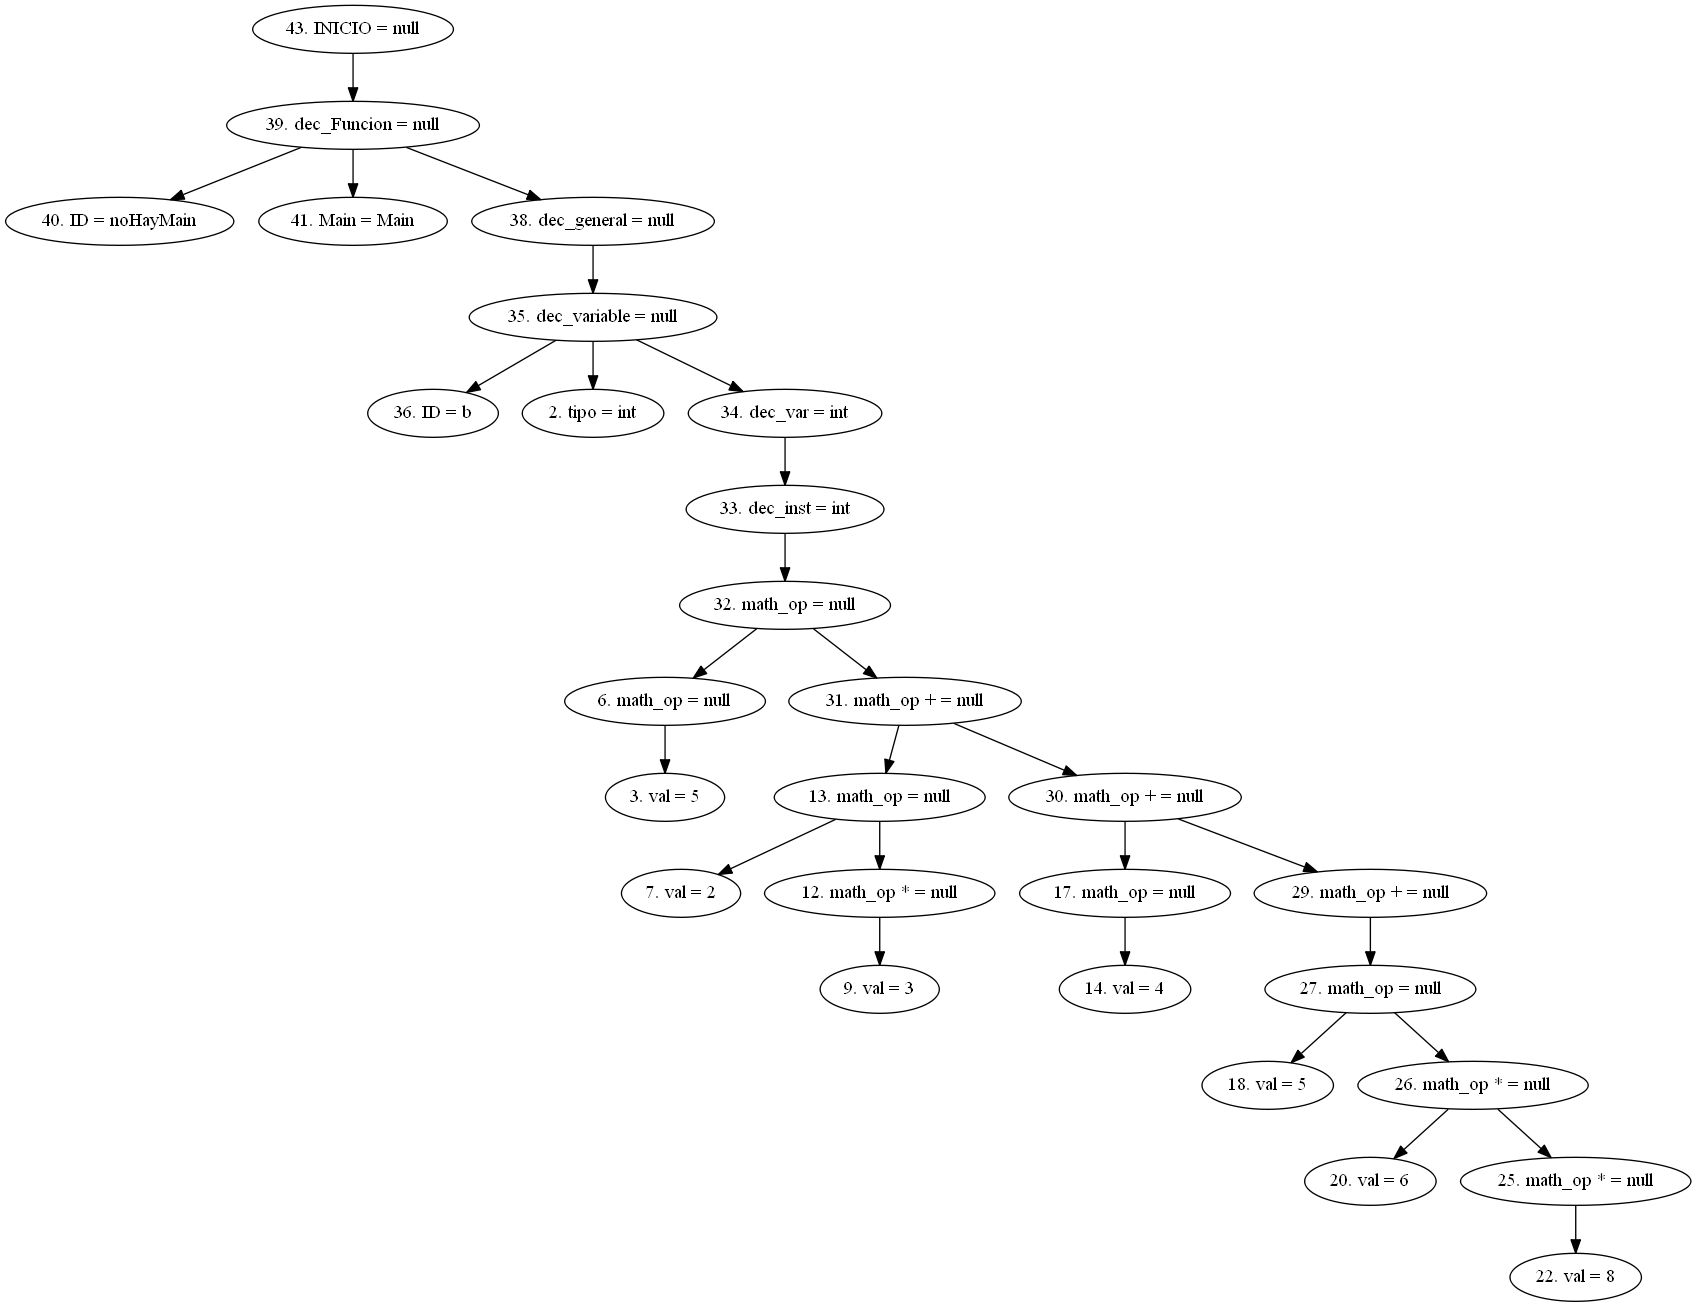 43. INICIO = null
39. dec_Funcion = null
40. ID = noHayMain
41. Main = Main
38. dec_general = null
35. dec_variable = null
36. ID = b
2. tipo = int
34. dec_var = int
33. dec_inst = int
32. math_op = null
6. math_op = null
31. math_op + = null
3. val = 5
13. math_op = null
30. math_op + = null
7. val = 2
12. math_op * = null
17. math_op = null
29. math_op + = null
9. val = 3
14. val = 4
27. math_op = null
18. val = 5
26. math_op * = null
20. val = 6
25. math_op * = null
22. val = 8